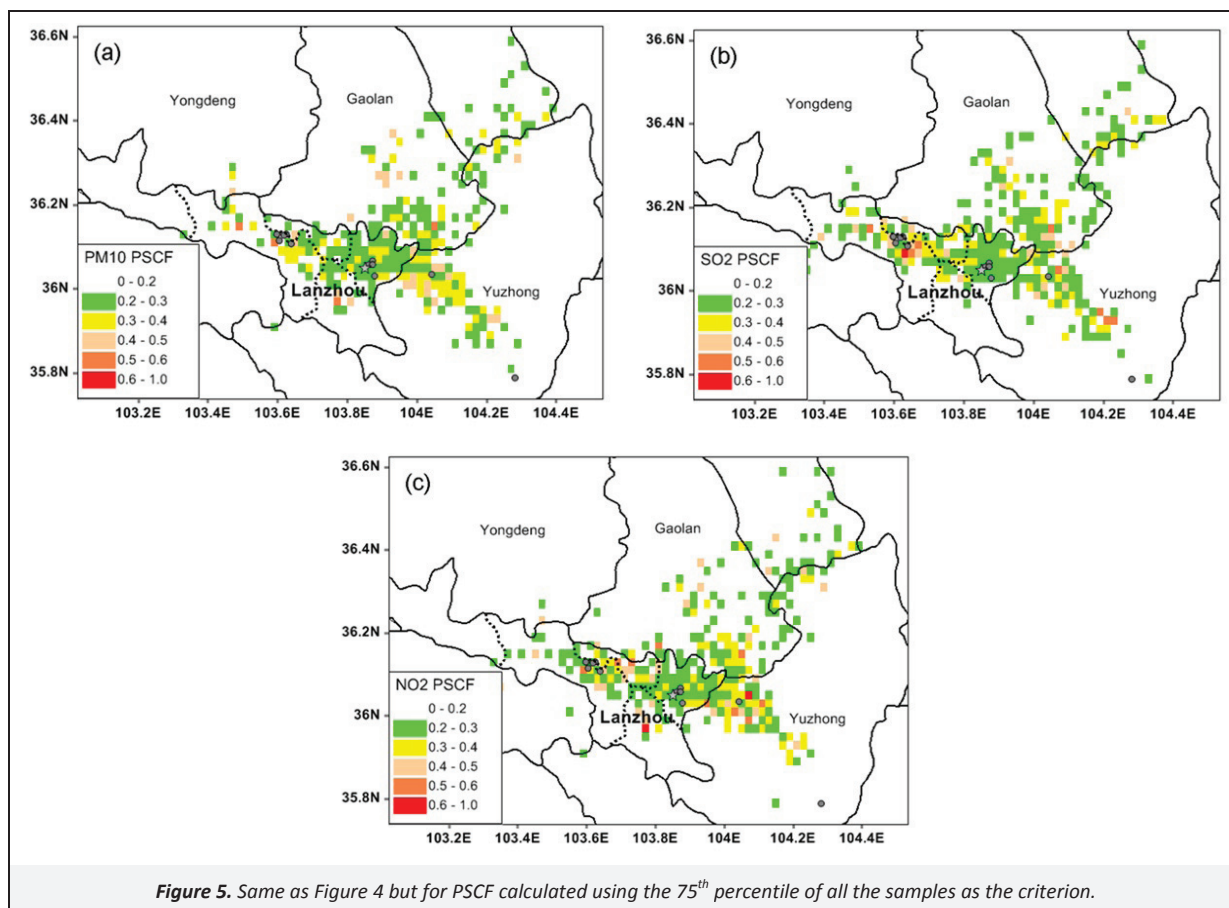 (a)
36.6N
36.4N
36.2N
36N
35.8N
Yongdeng
Gaolan
Lanzhou
Yuzhong
PM10 PSCF
0 - 0.2
0.2 - 0.3
0.3 - 0.4
0.4 - 0.5
0.5 - 0.6
0.6 - 1.0
103.2E 103.4E 103.6E 103.8E 104E 104.2E 104.4E
(b)
36.6N
36.4N
36.2N
36N
35.8N
Yongdeng
Gaolan
Lanzhou
Yuzhong
SO2 PSCF
0 - 0.2
0.2 - 0.3
0.3 - 0.4
0.4 - 0.5
0.5 - 0.6
0.6 - 1.0
103.2E 103.4E 103.6E 103.8E 104E 104.2E 104.4E
(c)
36.6N
36.4N
36.2N
36N
35.8N
Yongdeng
Gaolan
Lanzhou
Yuzhong
NO2 PSCF
0 - 0.2
0.2 - 0.3
0.3 - 0.4
0.4 - 0.5
0.5 - 0.6
0.6 - 1.0
103.2E 103.4E 103.6E 103.8E 104E 104.2E 104.4E
Figure 5. Same as Figure 4 but for PSCF calculated using the 75th percentile of all the samples as the criterion.